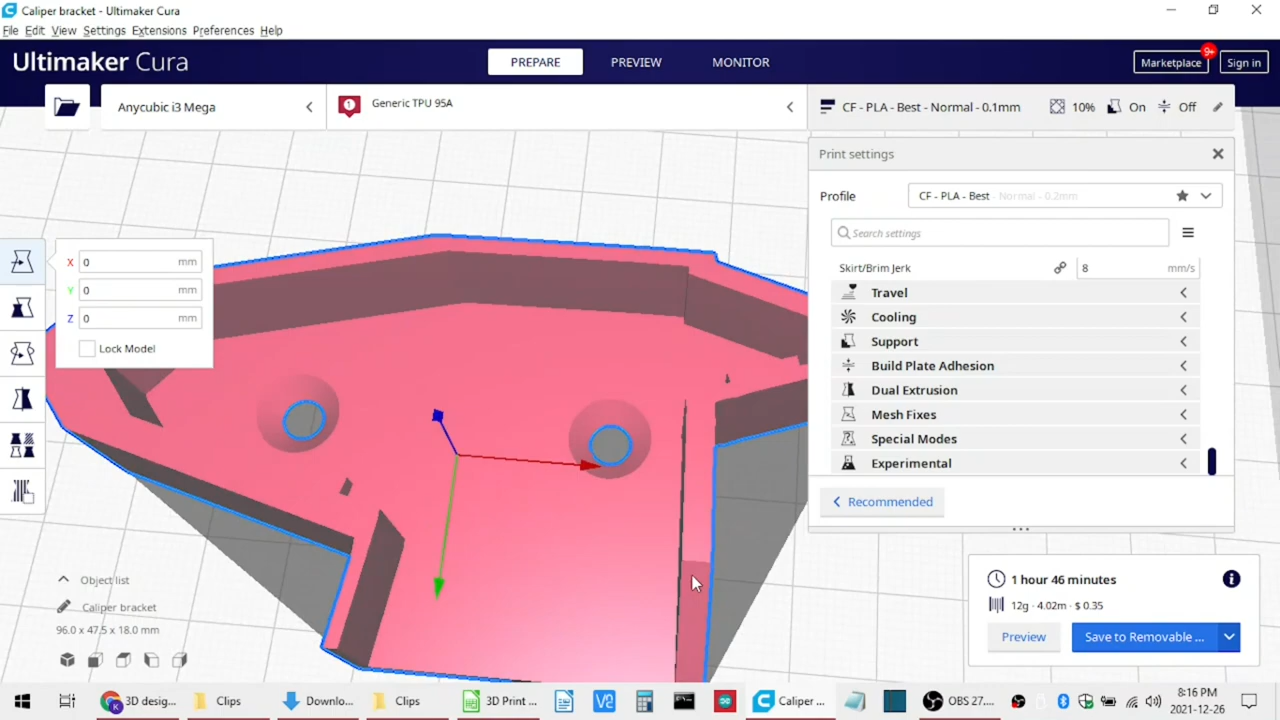 Caliper bracket - Ultimaker Cura
File Edit View Settings Extensions Preferences Help
Ultimaker Cura
PREPARE
PREVIEW
MONITOR
Marketplace
9+
Sign in
Anycubic i3 Mega
1
Generic TPU 95A
CF - PLA - Best - Normal - 0.1mm
10%
On
Off
Print settings
Profile
CF - PLA - Best - Normal - 0.2mm
Search settings
Skirt/Brim Jerk
8
mm/s
Travel
Cooling
Support
Build Plate Adhesion
Dual Extrusion
Mesh Fixes
Special Modes
Experimental
Recommended
X 0 mm
Y 0 mm
Z 0 mm
Lock Model
Object list
Caliper bracket
96.0 x 47.5 x 18.0 mm
1 hour 46 minutes
12g · 4.02m · $ 0.35
Preview
Save to Removable ...
3D desig...
Clips
Downlo...
Clips
3D Print ...
Caliper ...
OBS 27....
8:16 PM
2021-12-26